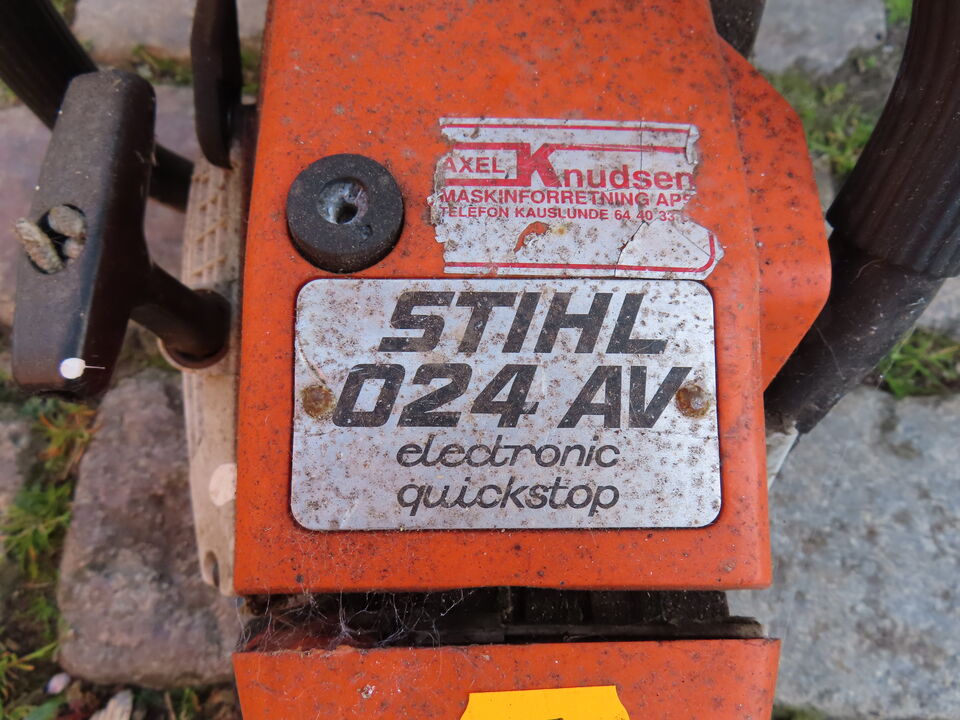 AXEL Knudsen
MASKINFORRETNING APS
TELEFON KAUSLUNDE 64 40 33
STIHL
024 AV
electronic
quickstop